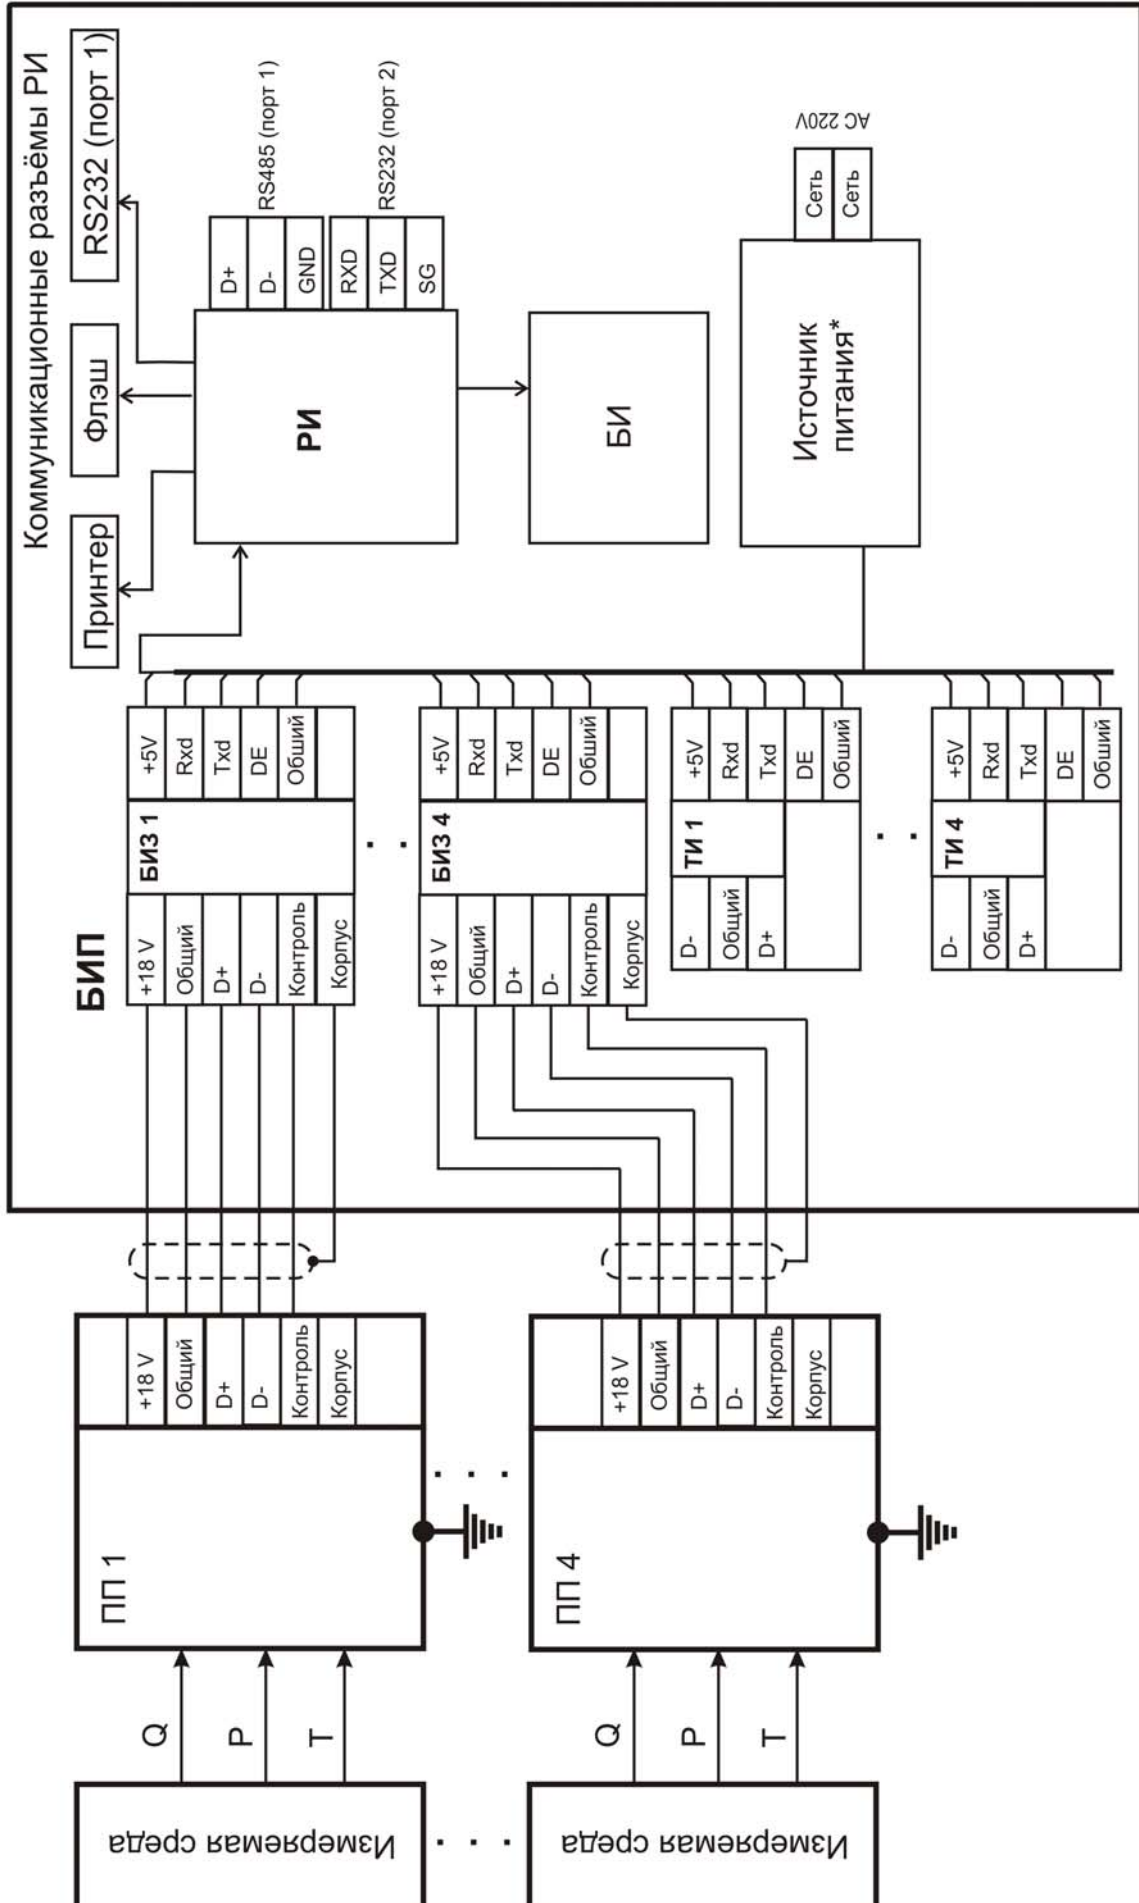 Коммуникационные разъёмы РИ
Принтер
Флэш
RS232 (порт 1)
БИП
+18 V
Общий
D+
D-
Контроль
Корпус
БИЗ 1
+5V
Rxd
Txd
DE
Обший
. .
+18 V
Общий
D+
D-
Контроль
Корпус
БИЗ 4
+5V
Rxd
Txd
DE
Обший
D-
Общий
D+
ТИ 1
+5V
Rxd
Txd
DE
Обший
. .
D-
Общий
D+
ТИ 4
+5V
Rxd
Txd
DE
Обший
РИ
D+
D-
GND
RS485 (порт 1)
RXD
TXD
SG
RS232 (порт 2)
БИ
Источник
питания*
Сеть
Сеть
AC 220V
Измеряемая среда
Q
P
T
ПП 1
+18 V
Общий
D+
D-
Контроль
Корпус
. . .
. . .
Измеряемая среда
Q
P
T
ПП 4
+18 V
Общий
D+
D-
Контроль
Корпус